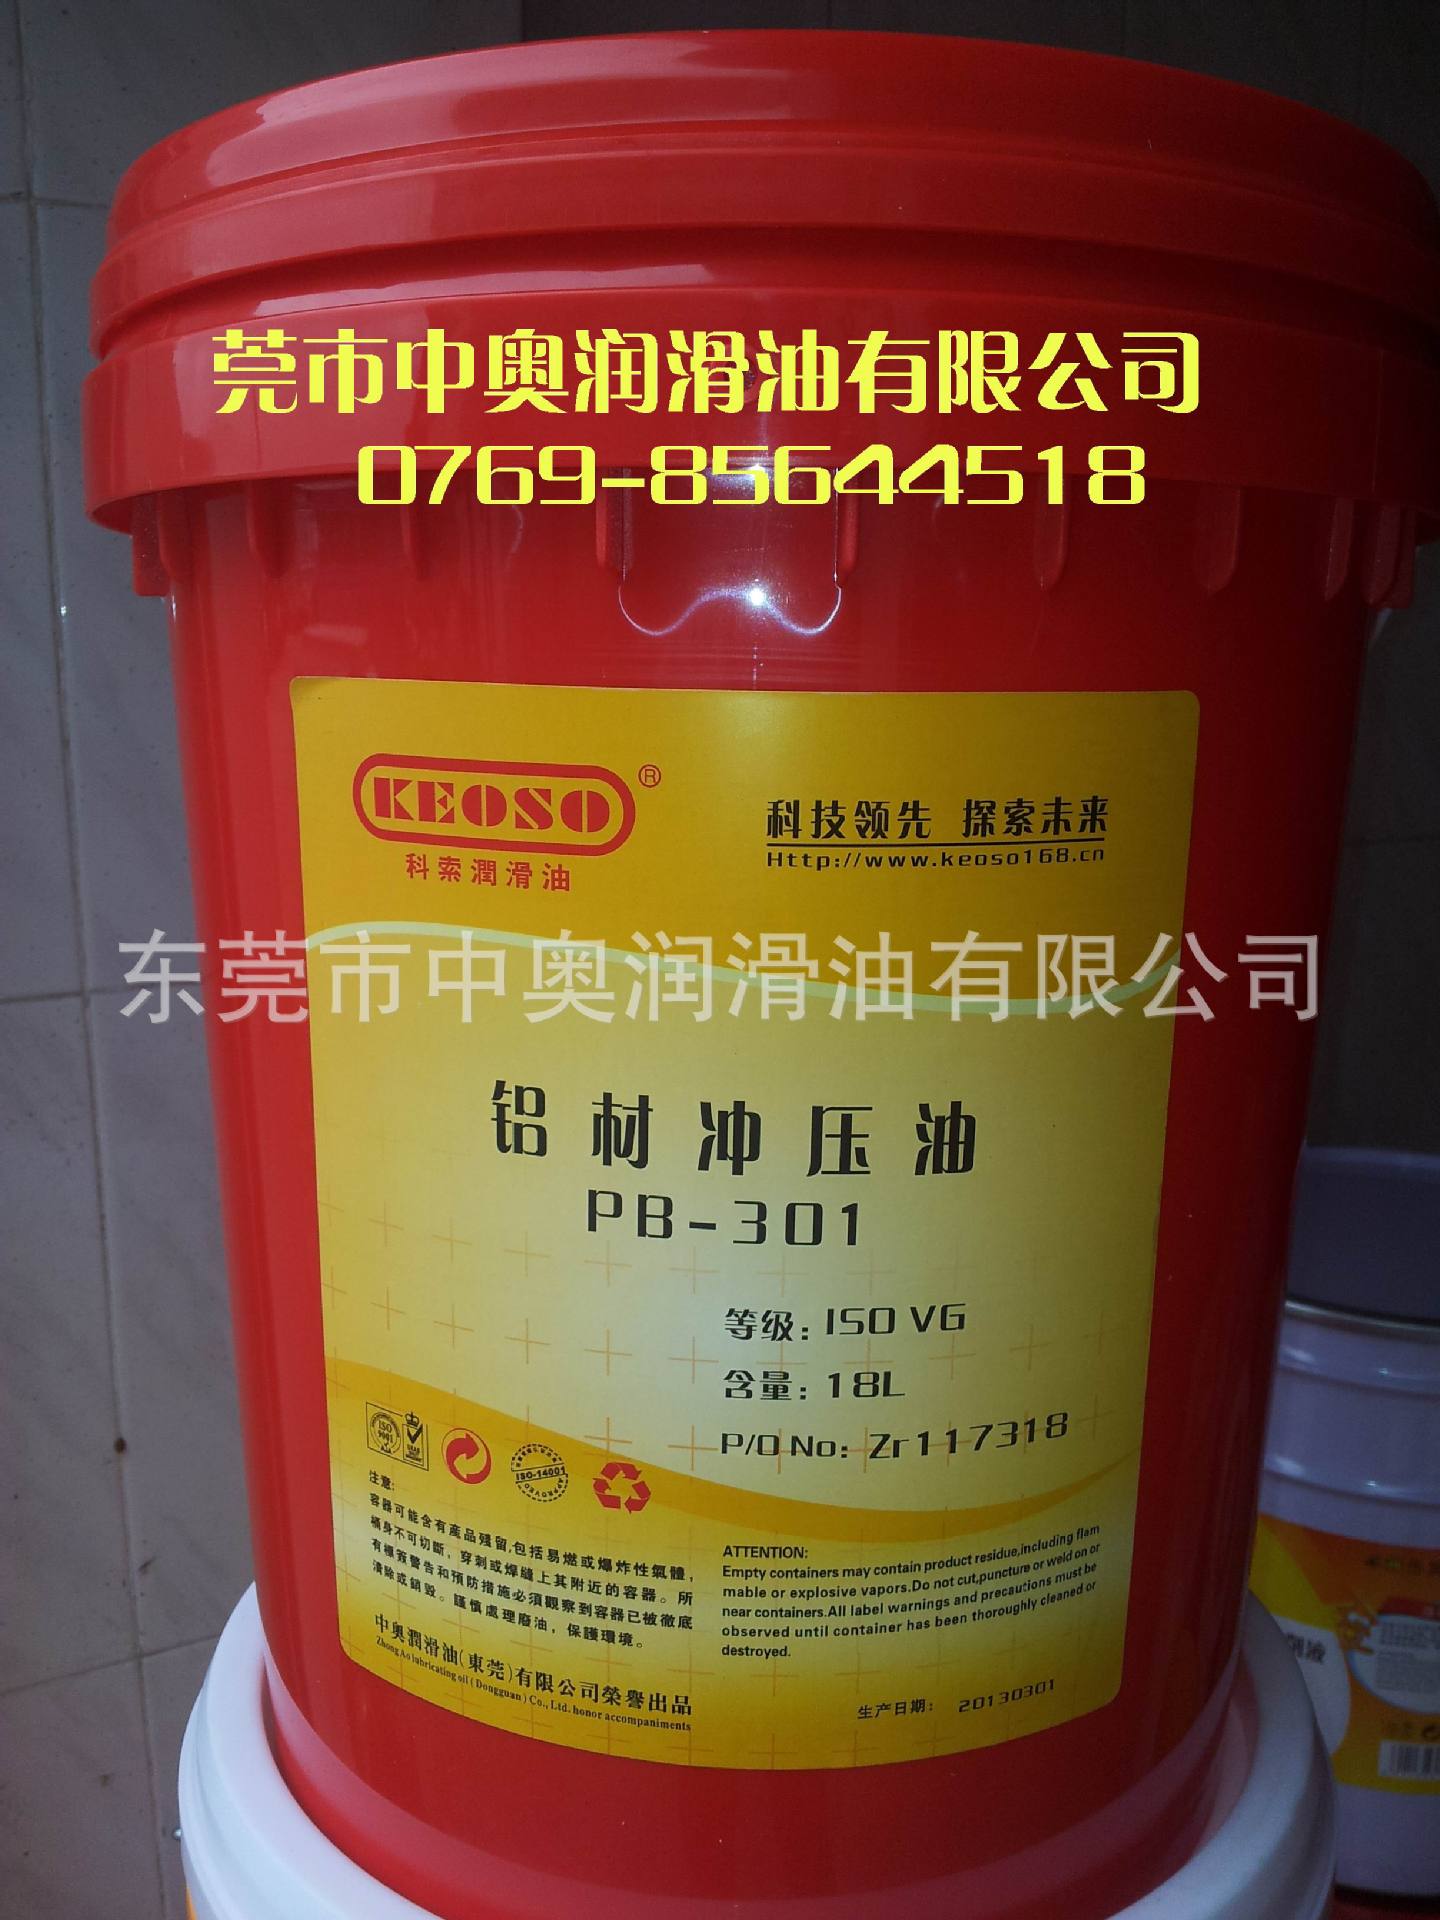 莞市中奥润滑油有限公司
0769-85644518
KEOSO®
科索潤滑油
科技领先 探索未来
Http://www.keoso168.cn
东莞市中奥润滑油有限公司
铝材冲压油
PB-301
等级: ISO VG
含量: 18L
P/O No: Zr117318
ISO 9001
ISO-14001
APPROVED
注意:
容器可能含有產品殘留,包括易燃或爆炸性氣體,
桶身不可切斷,穿刺或焊縫上其附近的容器。所
有標簽警告和預防措施必須觀察到容器已被徹底
清除或銷毀。謹慎處理廢油,保護環境。
中奥潤滑油(東莞)有限公司榮譽出品
ZhongAo lubricating oil (Dongguan) Co., Ltd. honor accompaniments
ATTENTION:
Empty containers may contain product residue,including flam
mable or explosive vapors.Do not cut,puncture or weld on or
near containers.All label warnings and precautions must be
observed until container has been thoroughly cleaned or
destroyed.
生产日期: 20130301